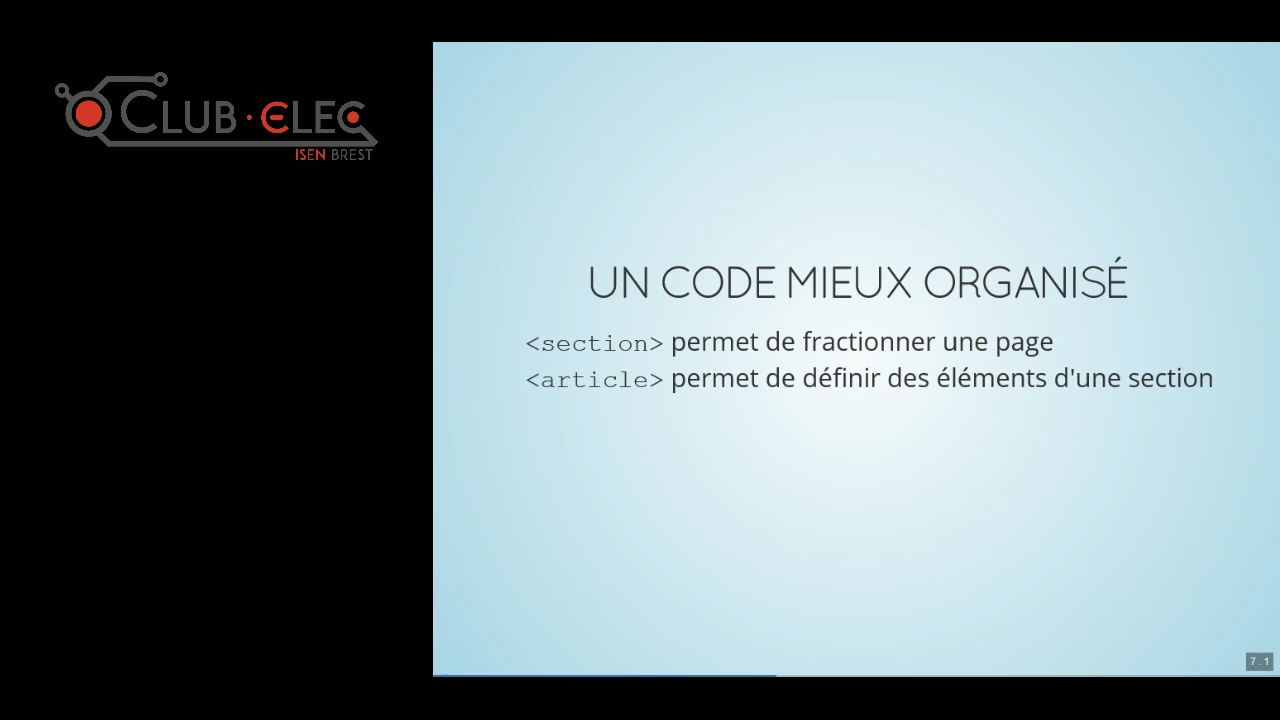 CLUB · ELEC
ISEN BREST
UN CODE MIEUX ORGANISÉ
<section> permet de fractionner une page
<article> permet de définir des éléments d'une section
7.1